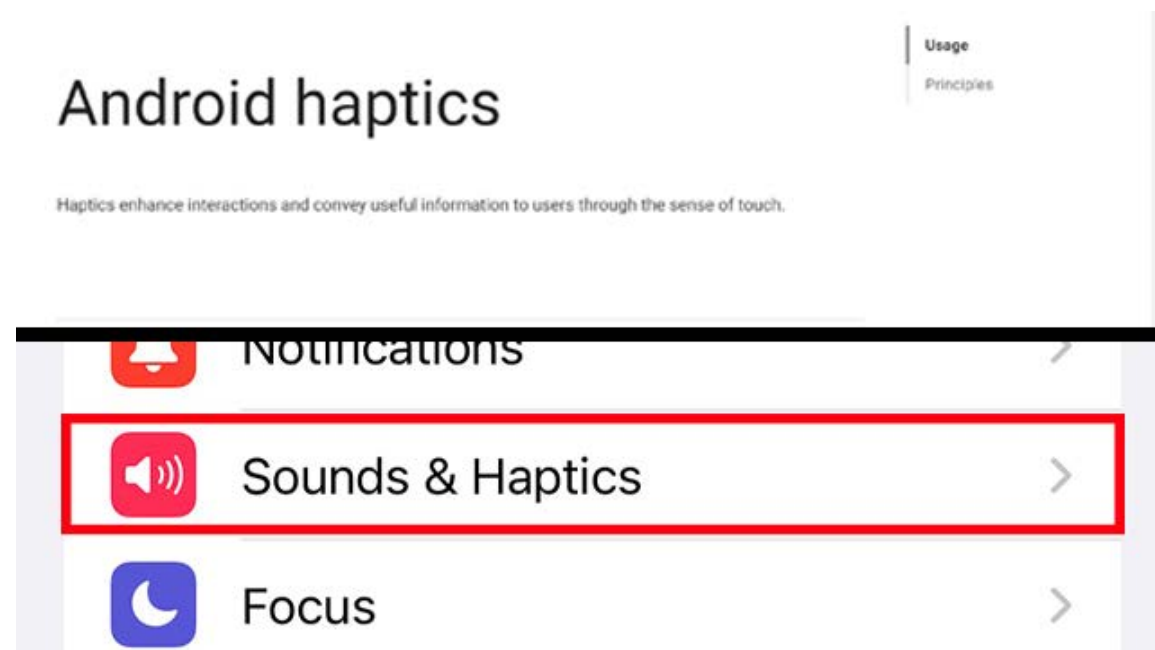 Usage
Android haptics
Principles
Haptics enhance interactions and convey useful information to users through the sense of touch.
Notifications
Sounds & Haptics
Focus